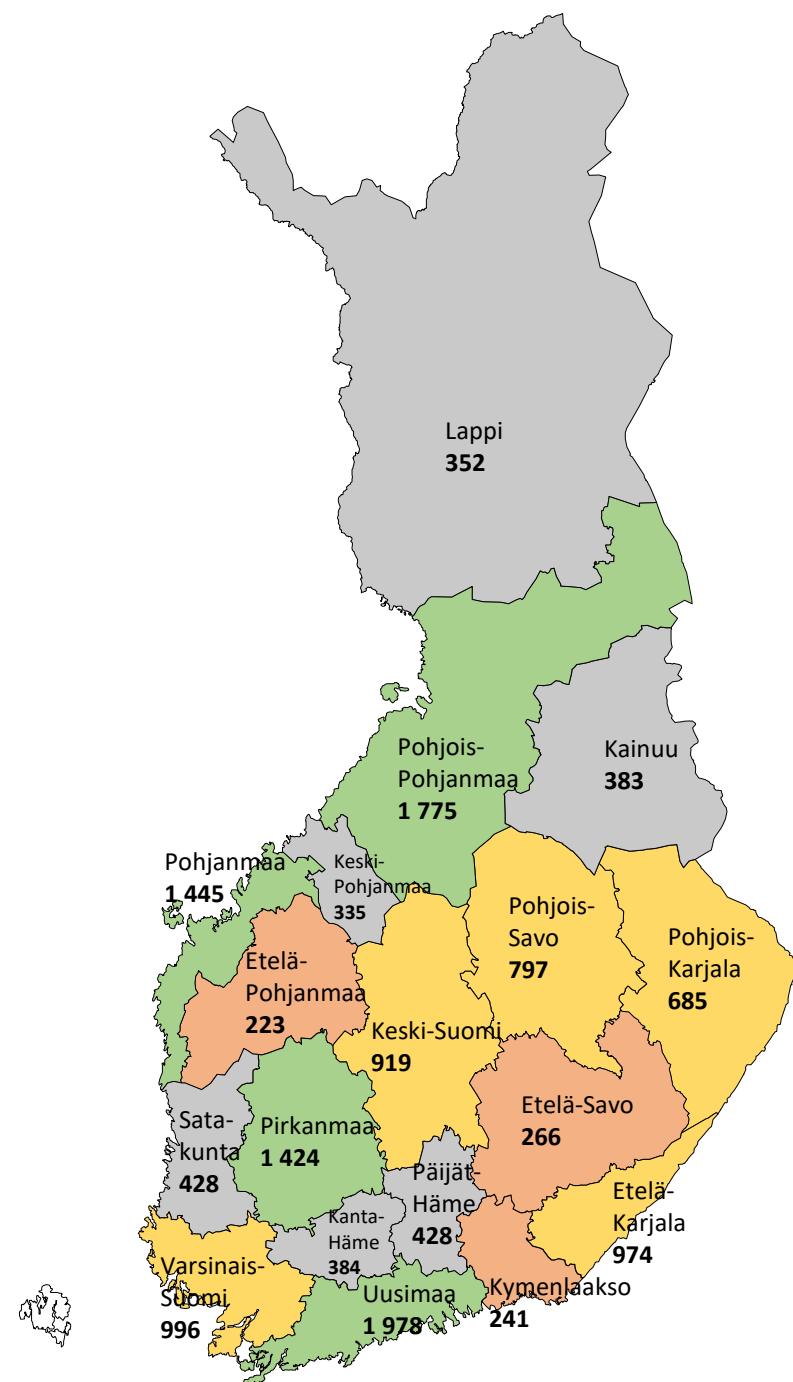 Lappi
352
Pohjois-
Pohjanmaa
1 775
Kainuu
383
Pohjanmaa
1 445
Keski-
Pohjanmaa
335
Pohjois-
Savo
797
Pohjois-
Karjala
685
Etelä-
Pohjanmaa
223
Keski-Suomi
919
Etelä-Savo
266
Sata-
kunta
428
Pirkanmaa
1 424
Päijät-
Häme
428
Etelä-
Karjala
974
Kanta-
Häme
384
Varsinais-
Suomi
996
Uusimaa
1 978
Kymenlaakso
241